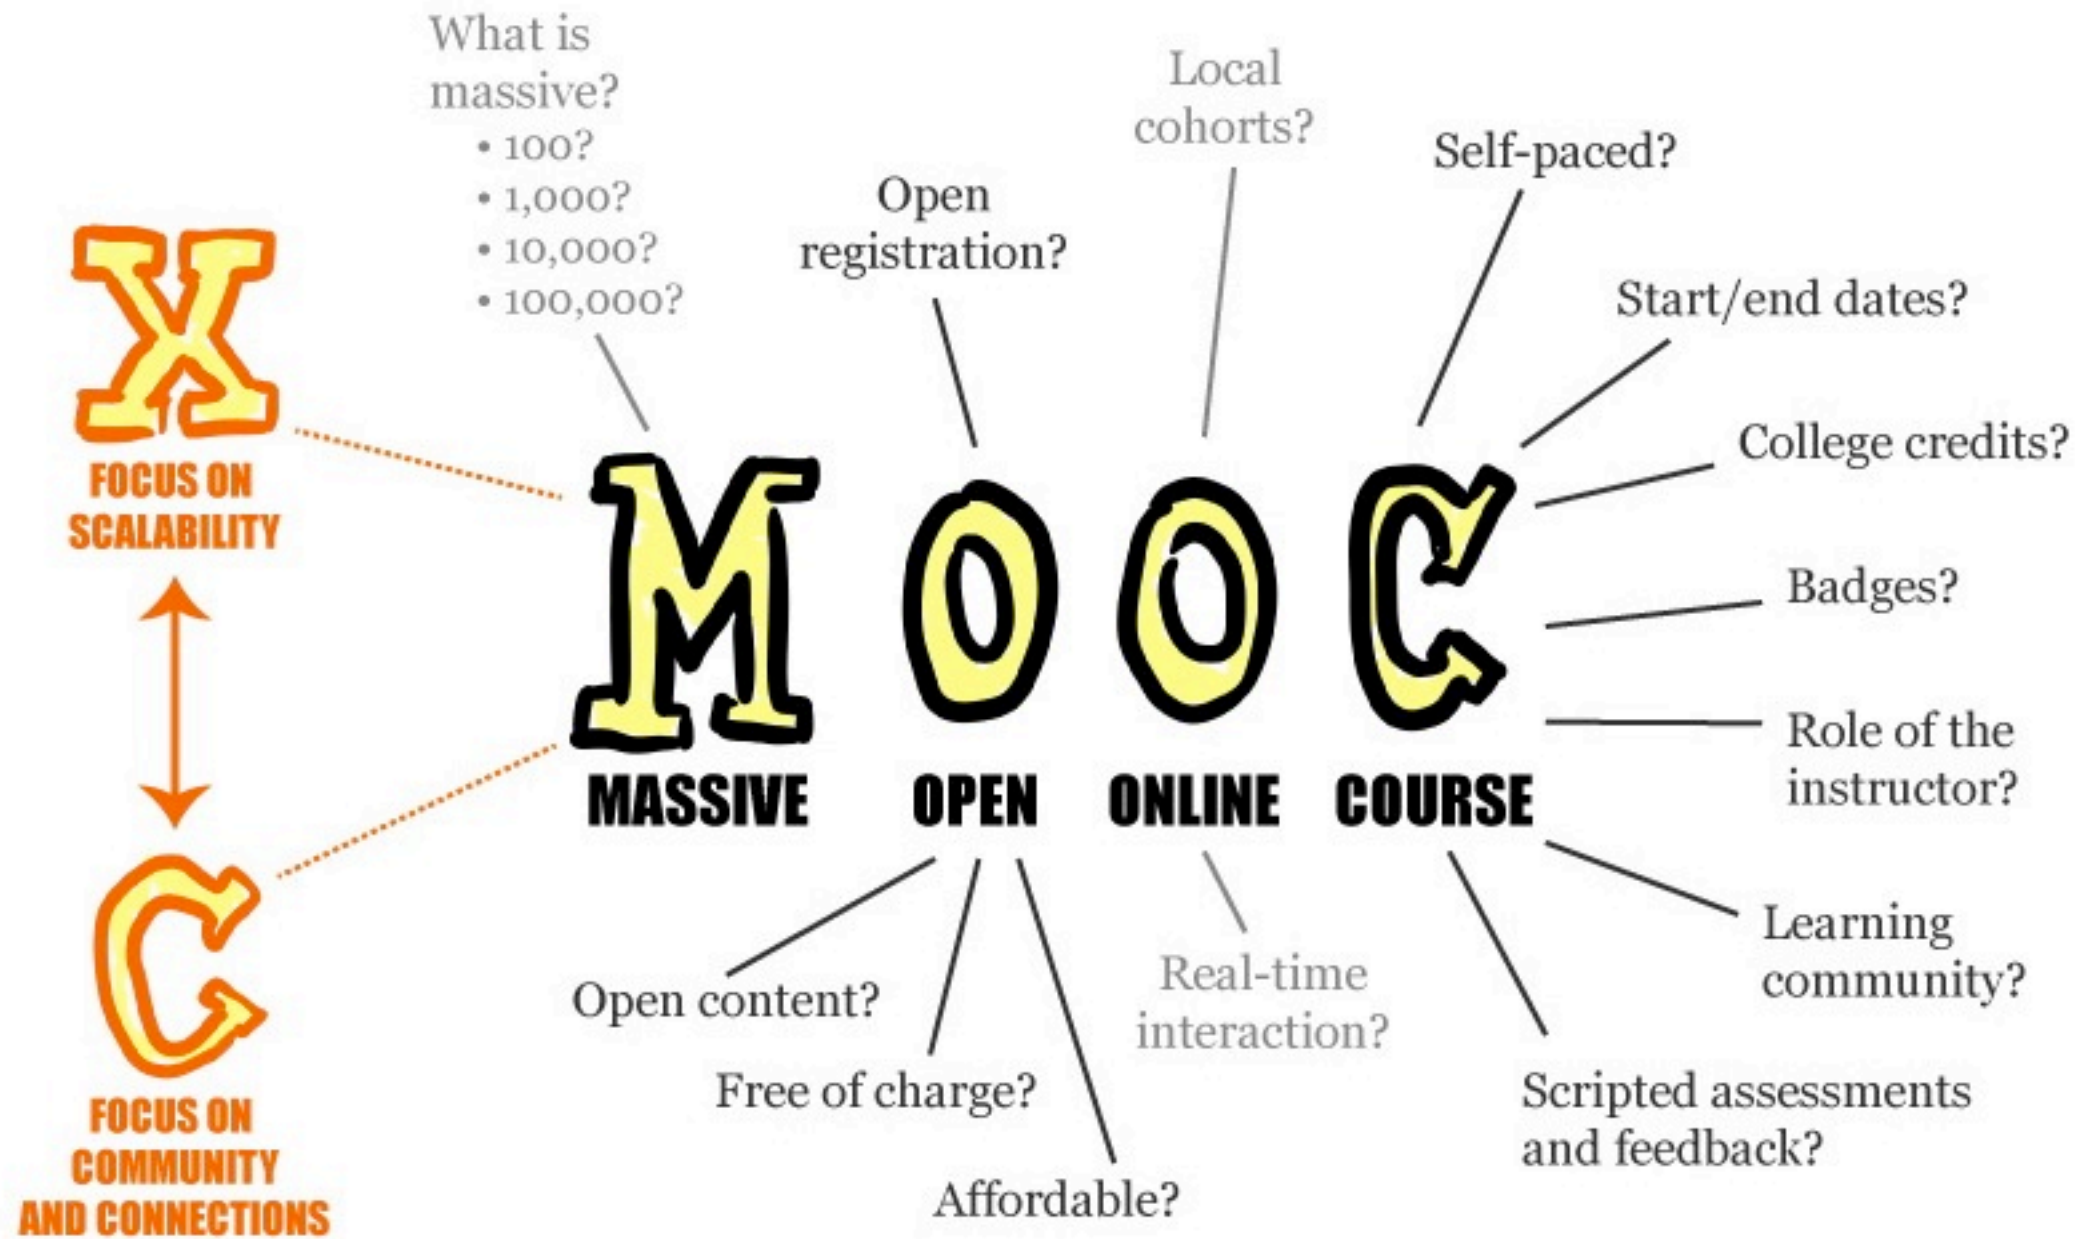 What is
massive?
• 100?
• 1,000?
• 10,000?
• 100,000?
Open
registration?
Local
cohorts?
Self-paced?
Start/end dates?
College credits?
Badges?
Role of the
instructor?
Learning
community?
Scripted assessments
and feedback?
X
FOCUS ON
SCALABILITY
C
FOCUS ON
COMMUNITY
AND CONNECTIONS
MOOC
MASSIVE OPEN ONLINE COURSE
Open content?
Free of charge?
Affordable?
Real-time
interaction?